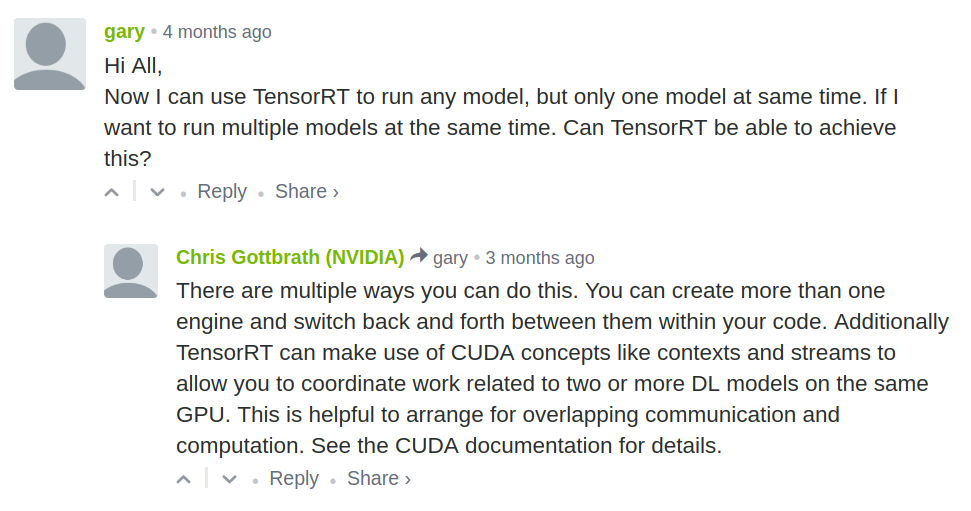 gary • 4 months ago
Hi All,
Now I can use TensorRT to run any model, but only one model at same time. If I
want to run multiple models at the same time. Can TensorRT be able to achieve
this?
• Reply • Share ›
Chris Gottbrath (NVIDIA) gary • 3 months ago
There are multiple ways you can do this. You can create more than one
engine and switch back and forth between them within your code. Additionally
TensorRT can make use of CUDA concepts like contexts and streams to
allow you to coordinate work related to two or more DL models on the same
GPU. This is helpful to arrange for overlapping communication and
computation. See the CUDA documentation for details.
• Reply • Share ›